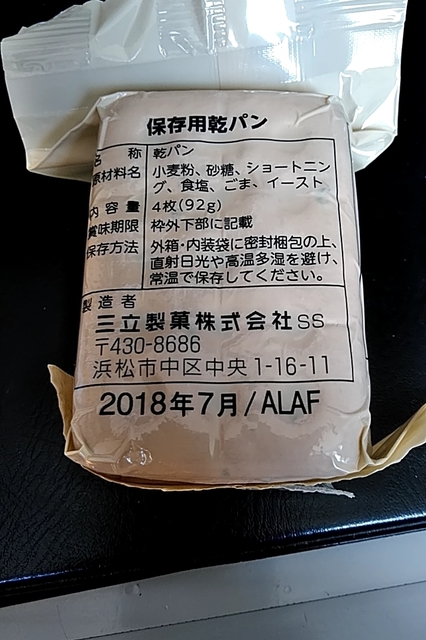 保存用乾パン
名称 乾パン
原材料名 小麦粉、砂糖、ショートニン
グ、食塩、ごま、イースト
内容量 4枚(92g)
賞味期限 枠外下部に記載
保存方法 外箱・内装袋に密封梱包の上、
直射日光や高温多湿を避け、
常温で保存してください。
製造者
三立製菓株式会社SS
〒430-8686
浜松市中区中央1-16-11
2018年7月/ALAF